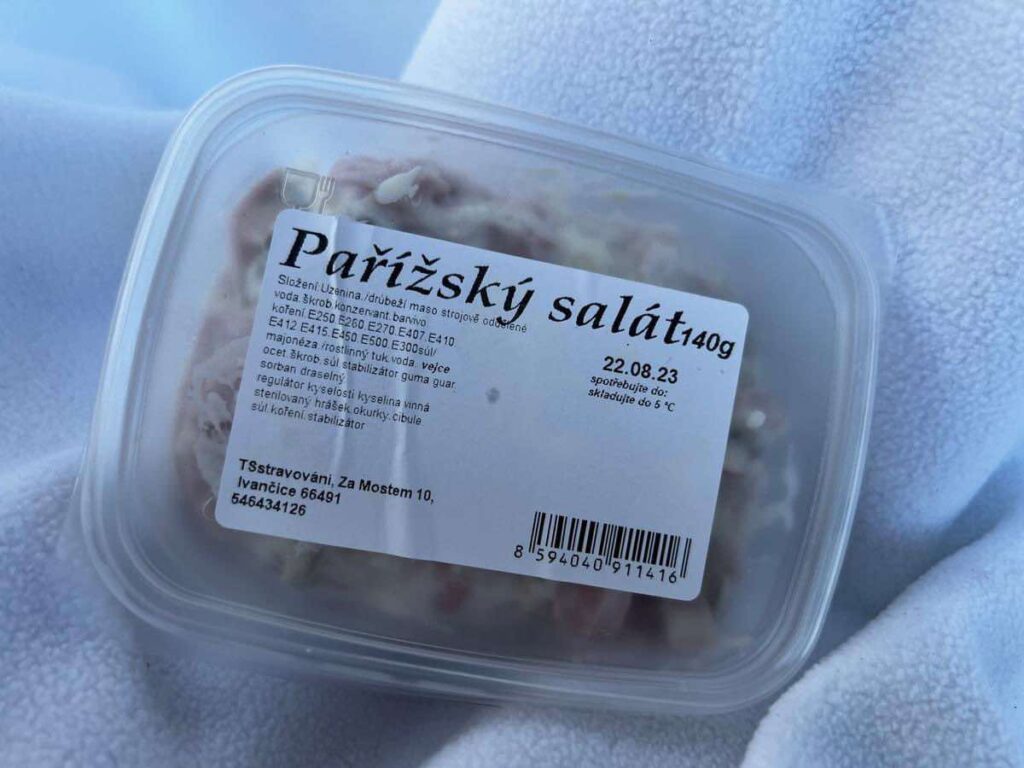 Pařížský salát 140g
Složení.Uzenina./drůbeží maso strojově oddělené
voda.škrob.konzervant.barvivo
koření.E250.E260.E270.E407.E410.
E412.E415.E450.E500.E300sůl/
majonéza./rostlinný tuk.voda. vejce
ocet.škrob.sůl.stabilizátor guma guar
sorban draselný
regulátor kyselosti kyselina vinná
sterilovaný hrášek.okurky.cibule
sůl.koření.stabilizátor
22.08.23
spotřebujte do:
skladujte do 5 °C
TSstravování, Za Mostem 10,
Ivančice 66491
546434126
8 594040 911416